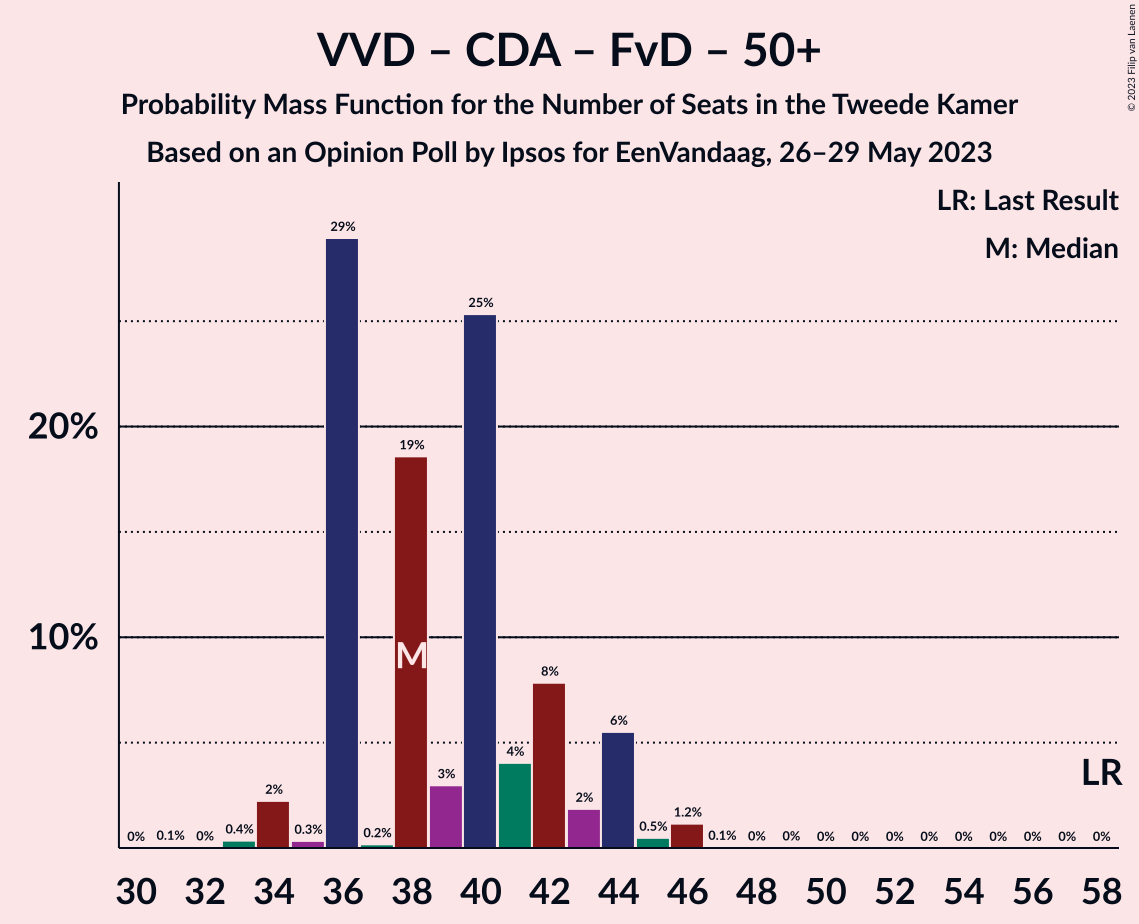 VVD – CDA – FvD – 50+
Probability Mass Function for the Number of Seats in the Tweede Kamer
Based on an Opinion Poll by Ipsos for EenVandaag, 26–29 May 2023
© 2023 Filip van Laenen
LR: Last Result
M: Median
20%
10%
0% 0.1% 0% 0.4% 2% 0.3% 29% 0.2% 19% 3% 25% 4% 8% 2% 6% 0.5% 1.2% 0.1% 0% 0% 0% 0% 0% 0% 0% 0% 0% 0% 0%
M
LR
30 32 34 36 38 40 42 44 46 48 50 52 54 56 58